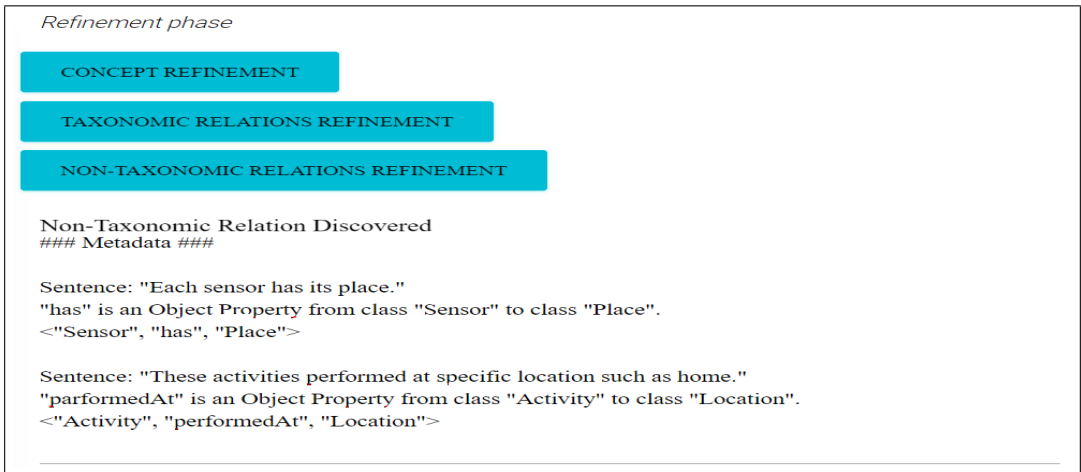 Refinement phase
CONCEPT REFINEMENT
TAXONOMIC RELATIONS REFINEMENT
NON-TAXONOMIC RELATIONS REFINEMENT
Non-Taxonomic Relation Discovered
### Metadata ###
Sentence: "Each sensor has its place."
"has" is an Object Property from class "Sensor" to class "Place".
<"Sensor", "has", "Place">
Sentence: "These activities performed at specific location such as home."
"parformedAt" is an Object Property from class "Activity" to class "Location".
<"Activity", "performedAt", "Location">